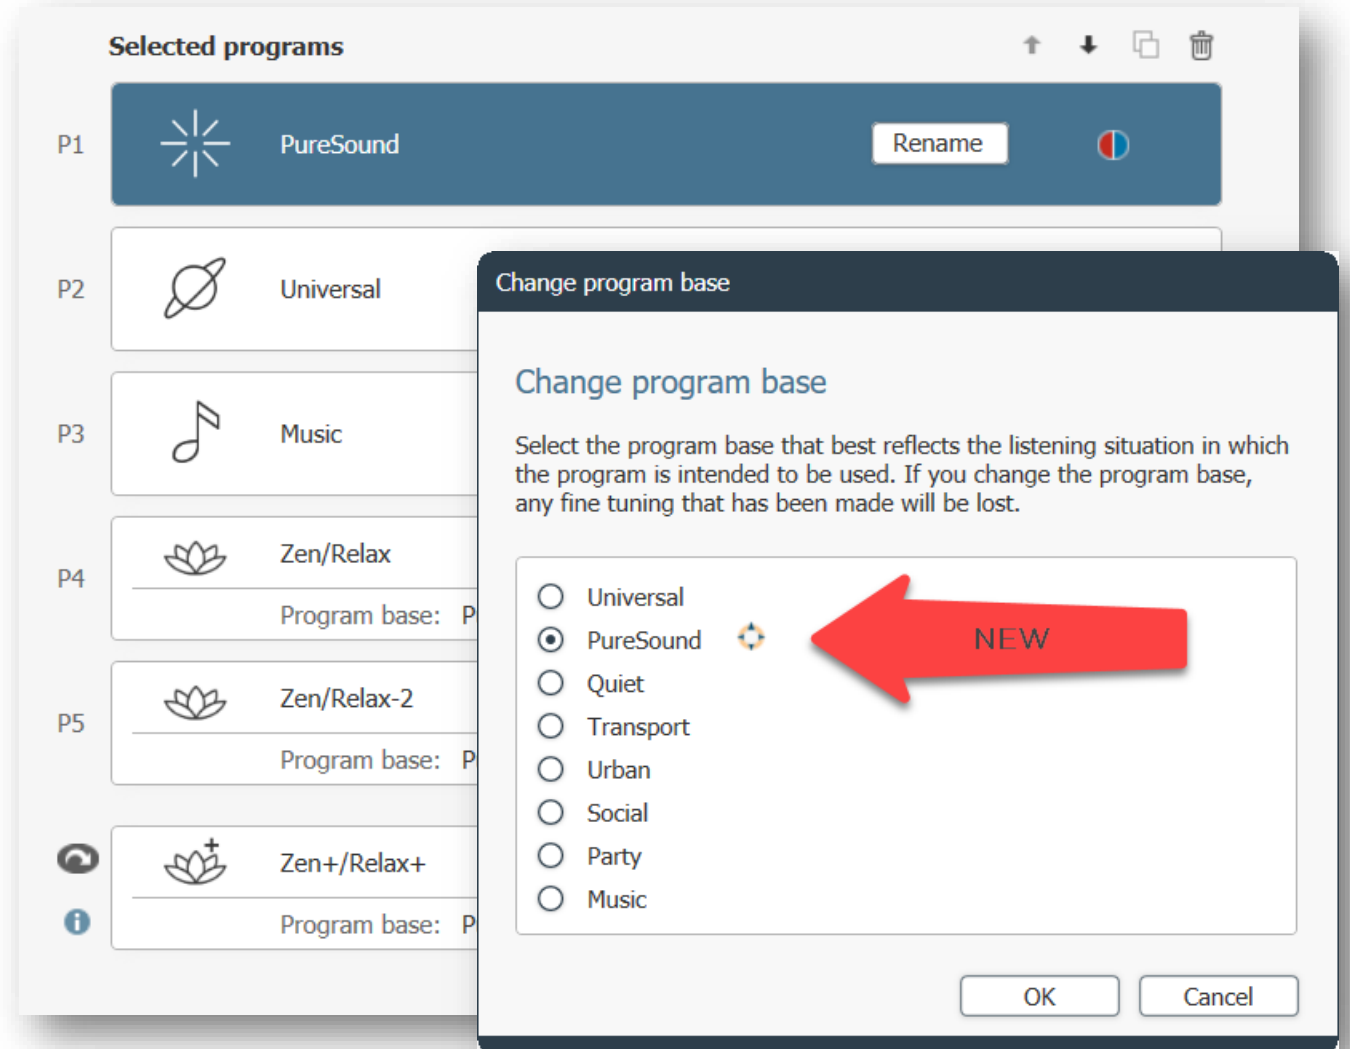 Selected programs
P1
PureSound
Rename
P2
Universal
P3
Music
P4
Zen/Relax
Program base: P
P5
Zen/Relax-2
Program base: P
Zen+/Relax+
Program base: P
Change program base
Change program base
Select the program base that best reflects the listening situation in which
the program is intended to be used. If you change the program base,
any fine tuning that has been made will be lost.
Universal
PureSound
NEW
Quiet
Transport
Urban
Social
Party
Music
OK
Cancel